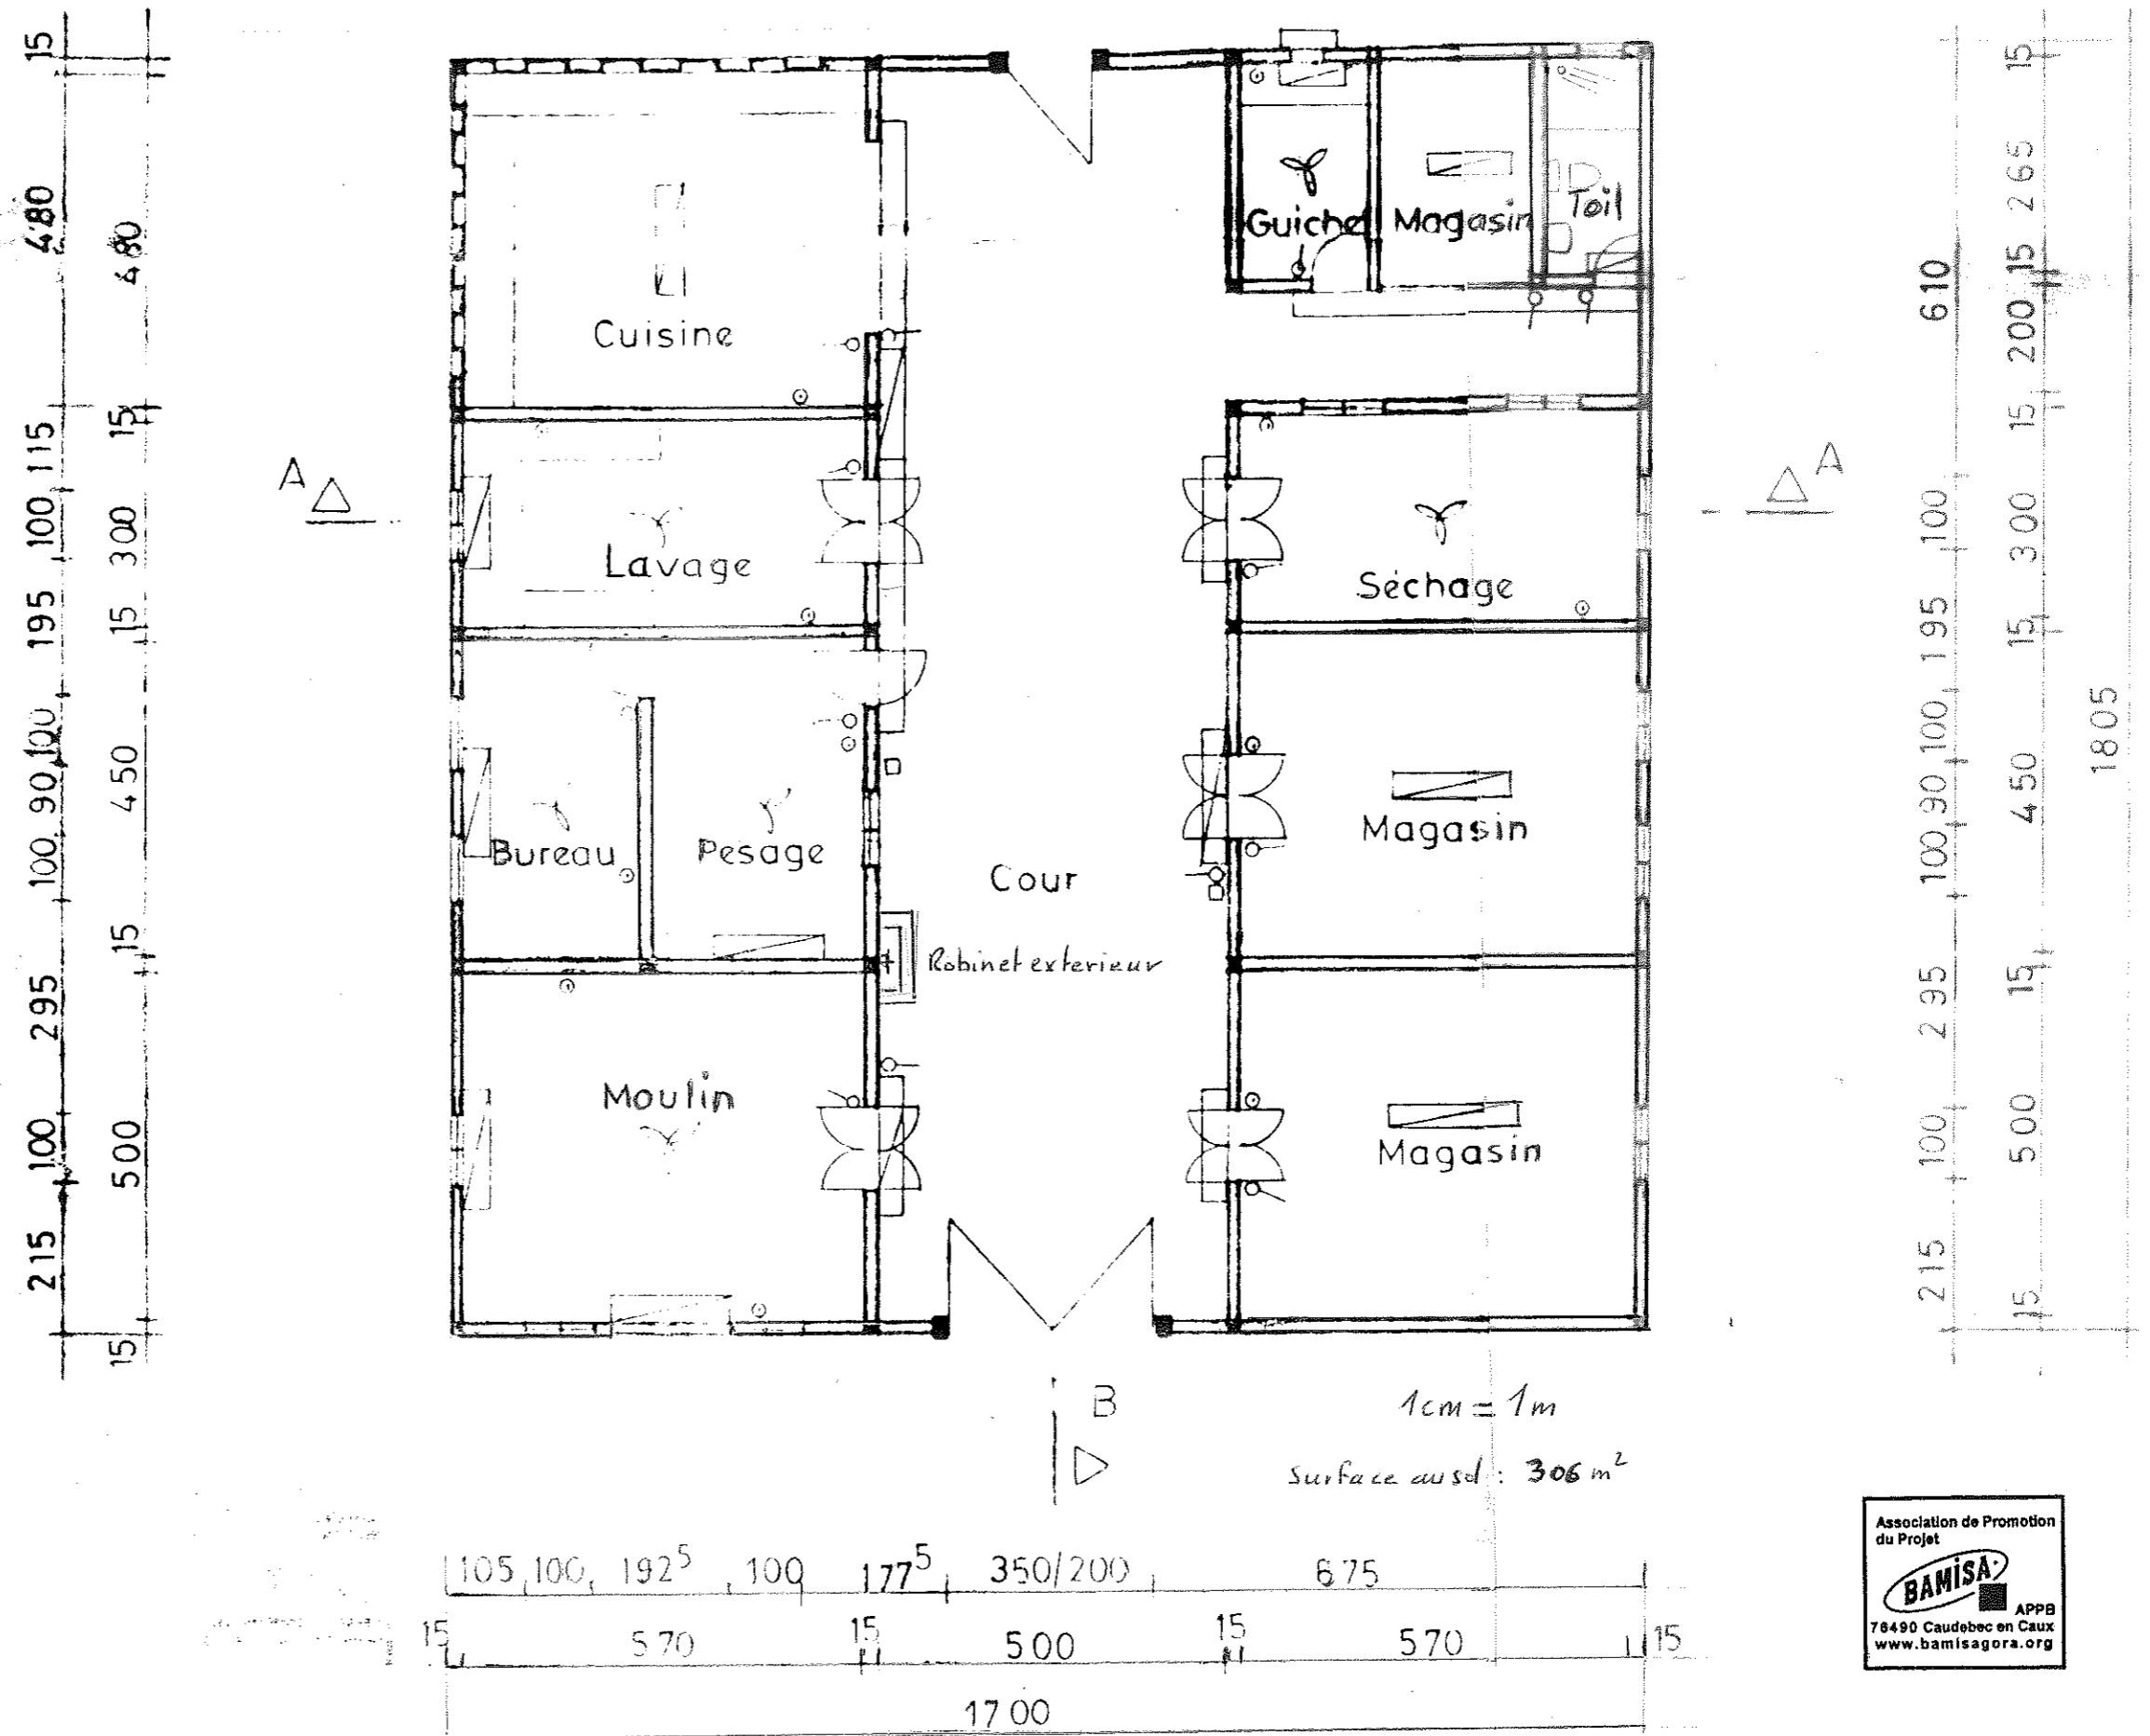 15
480
115
100
195
100
90
100
295
100
215
480
15
300
15
450
15
500
15
Cuisine
Lavage
Bureau
Pesage
Moulin
Cour
Robinet exterieur
Guichet
Magasin
Toil
Séchage
Magasin
Magasin
A
A
610
100
195
100
90
100
295
100
215
15
265
15
200
15
300
15
450
15
500
15
1805
B
1cm = 1m
Surface au sol : 306 m²
105 100 192⁵ 100 177⁵ 350/200 675
15 570 15 500 15 570 15
1700
Association de Promotion
du Projet
BAMiSA
APPB
76490 Caudebec en Caux
www.bamisagora.org